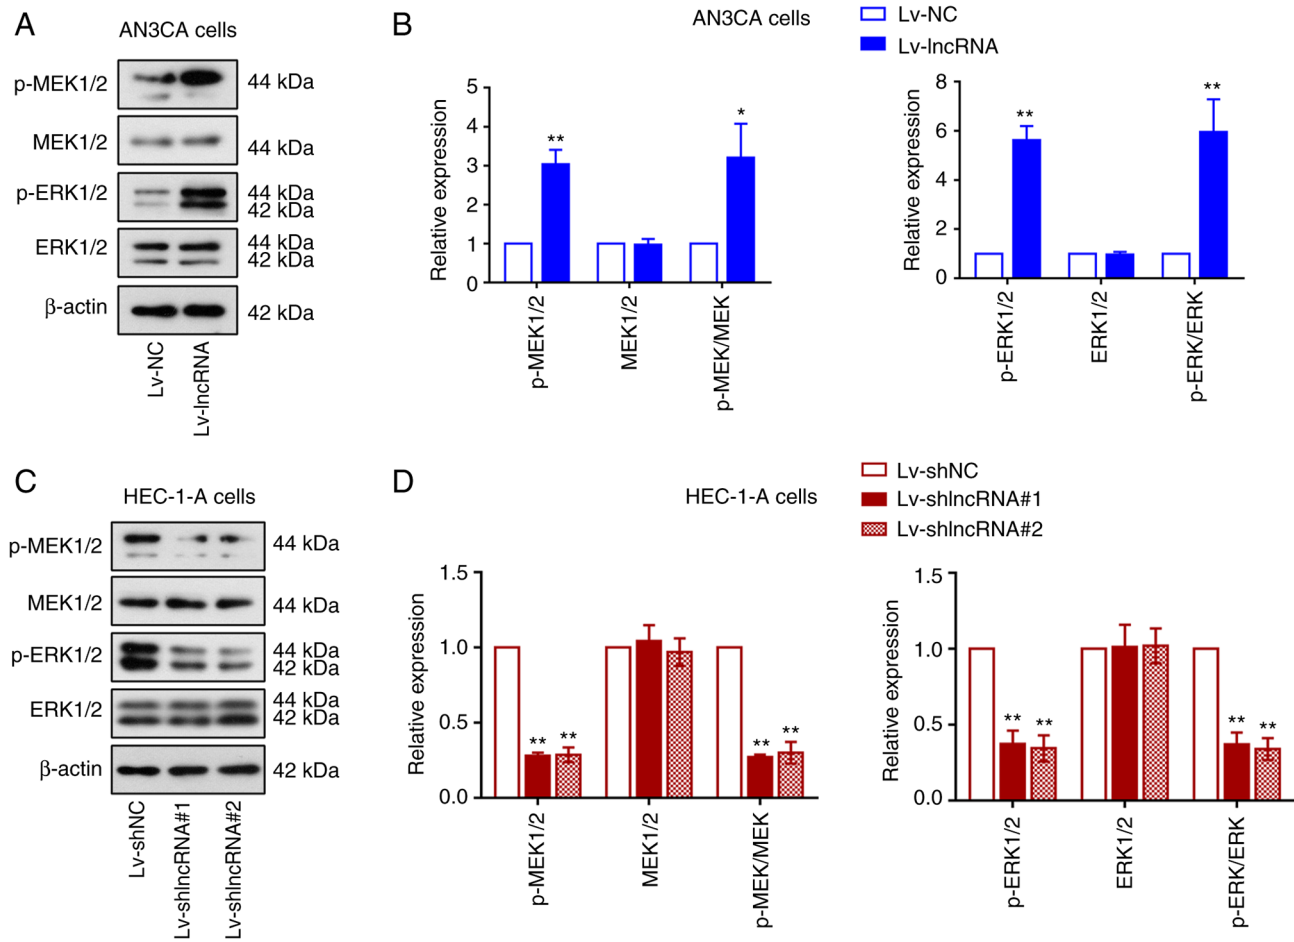 A
AN3CA cells
p-MEK1/2
44 kDa
MEK1/2
44 kDa
p-ERK1/2
44 kDa
42 kDa
ERK1/2
44 kDa
42 kDa
β-actin
42 kDa
Lv-NC
Lv-lncRNA
B
AN3CA cells
Lv-NC
Lv-lncRNA
Relative expression
5
4
3
2
1
0
**
*
p-MEK1/2
MEK1/2
p-MEK/MEK
Relative expression
8
6
4
2
0
**
**
p-ERK1/2
ERK1/2
p-ERK/ERK
C
HEC-1-A cells
p-MEK1/2
44 kDa
MEK1/2
44 kDa
p-ERK1/2
44 kDa
42 kDa
ERK1/2
44 kDa
42 kDa
β-actin
42 kDa
Lv-shNC
Lv-shlncRNA#1
Lv-shlncRNA#2
D
HEC-1-A cells
Lv-shNC
Lv-shlncRNA#1
Lv-shlncRNA#2
Relative expression
1.5
1.0
0.5
0.0
** **
** **
p-MEK1/2
MEK1/2
p-MEK/MEK
Relative expression
1.5
1.0
0.5
0.0
** **
** **
p-ERK1/2
ERK1/2
p-ERK/ERK